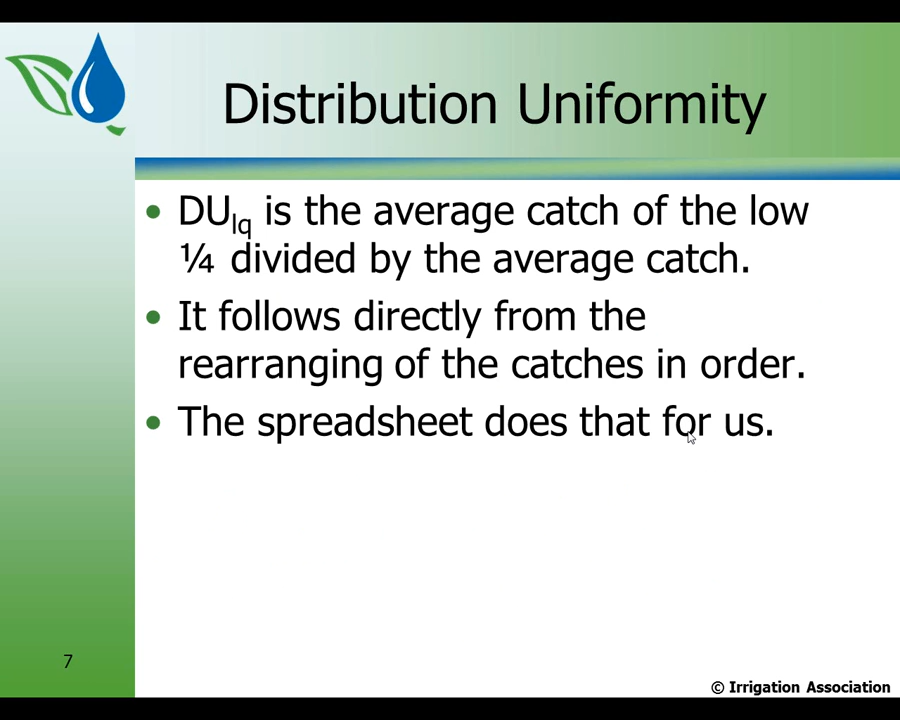 Distribution Uniformity
• DUlq is the average catch of the low
¼ divided by the average catch.
• It follows directly from the
rearranging of the catches in order.
• The spreadsheet does that for us.
7
© Irrigation Association